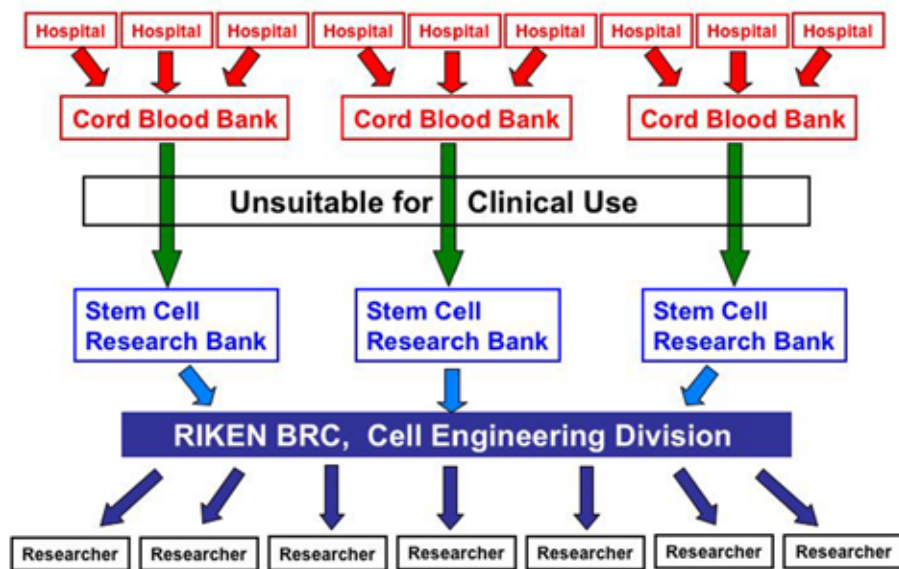 Hospital Hospital Hospital Hospital Hospital Hospital Hospital Hospital Hospital
Cord Blood Bank Cord Blood Bank Cord Blood Bank
Unsuitable for Clinical Use
Stem Cell Stem Cell Stem Cell
Research Bank Research Bank Research Bank
RIKEN BRC, Cell Engineering Division
Researcher Researcher Researcher Researcher Researcher Researcher Researcher